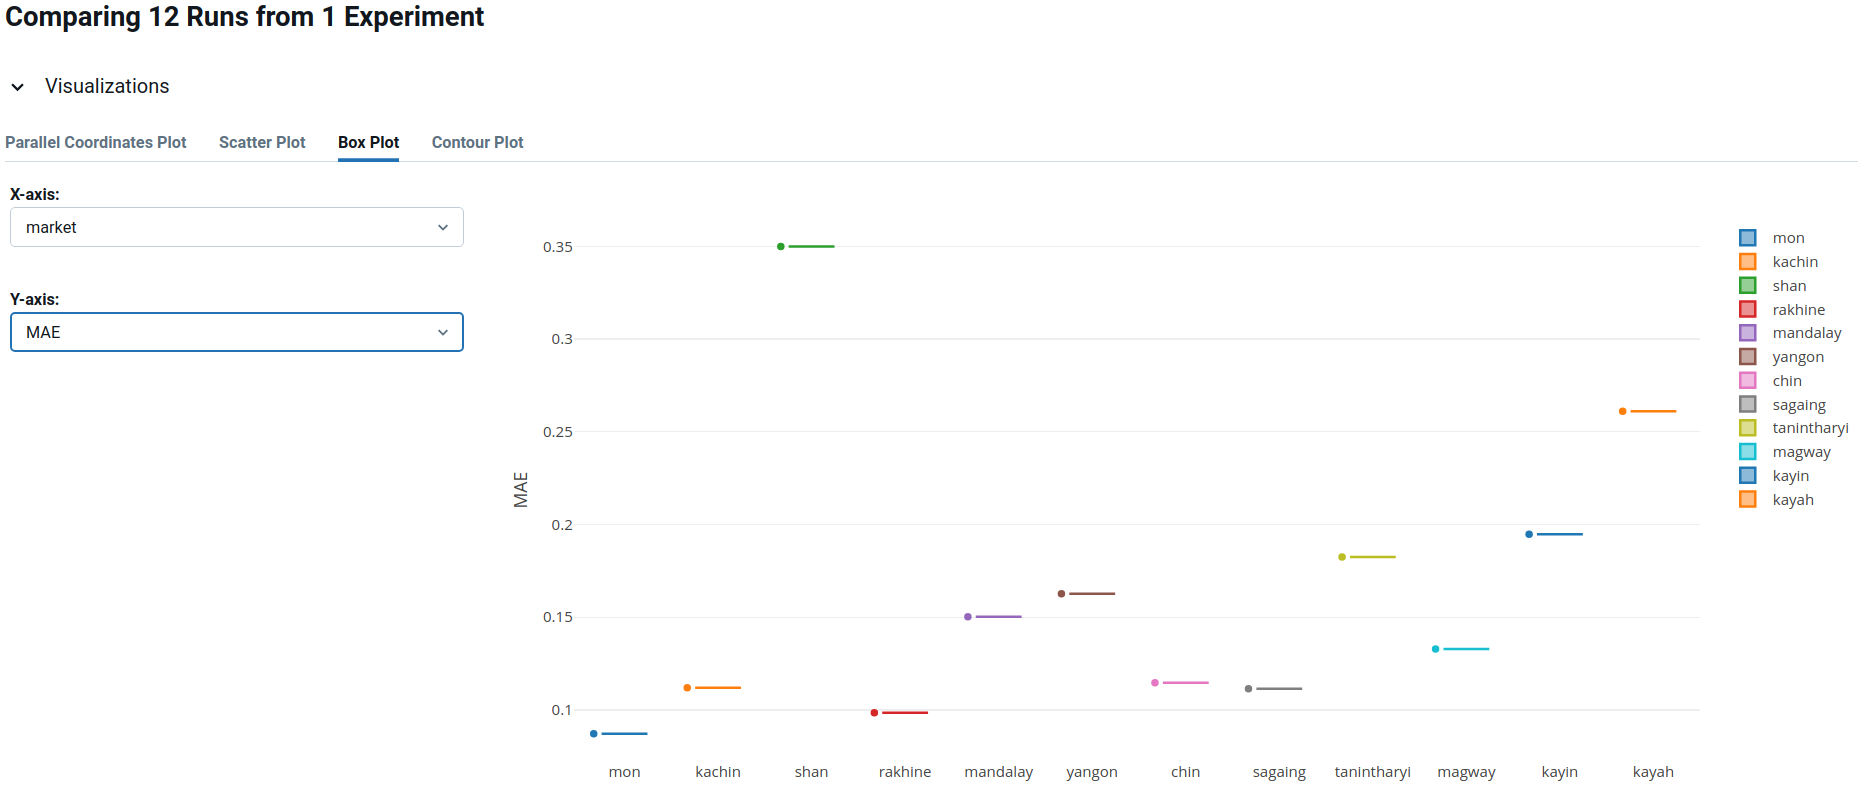 Comparing 12 Runs from 1 Experiment
Visualizations
Parallel Coordinates Plot Scatter Plot Box Plot Contour Plot
X-axis:
market
Y-axis:
MAE
0.35
0.3
0.25
0.2
0.15
0.1
MAE
mon kachin shan rakhine mandalay yangon chin sagaing tanintharyi magway kayin kayah
mon
kachin
shan
rakhine
mandalay
yangon
chin
sagaing
tanintharyi
magway
kayin
kayah